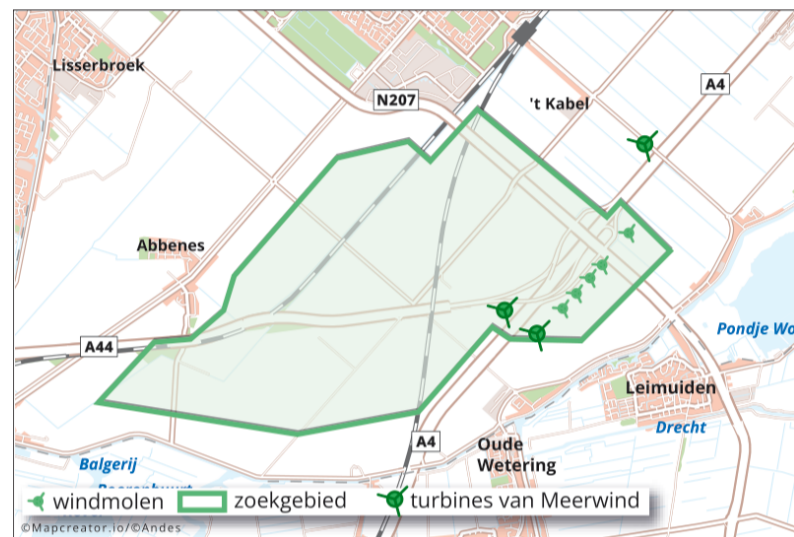 Lisserbroek
N207
A4
't Kabel
Abbenes
A44
Pondje Wo
Leimuiden
Drecht
A4
Oude
Wetering
Balgerij
windmolen
zoekgebied
turbines van Meerwind
©Mapcreator.io/©Andes